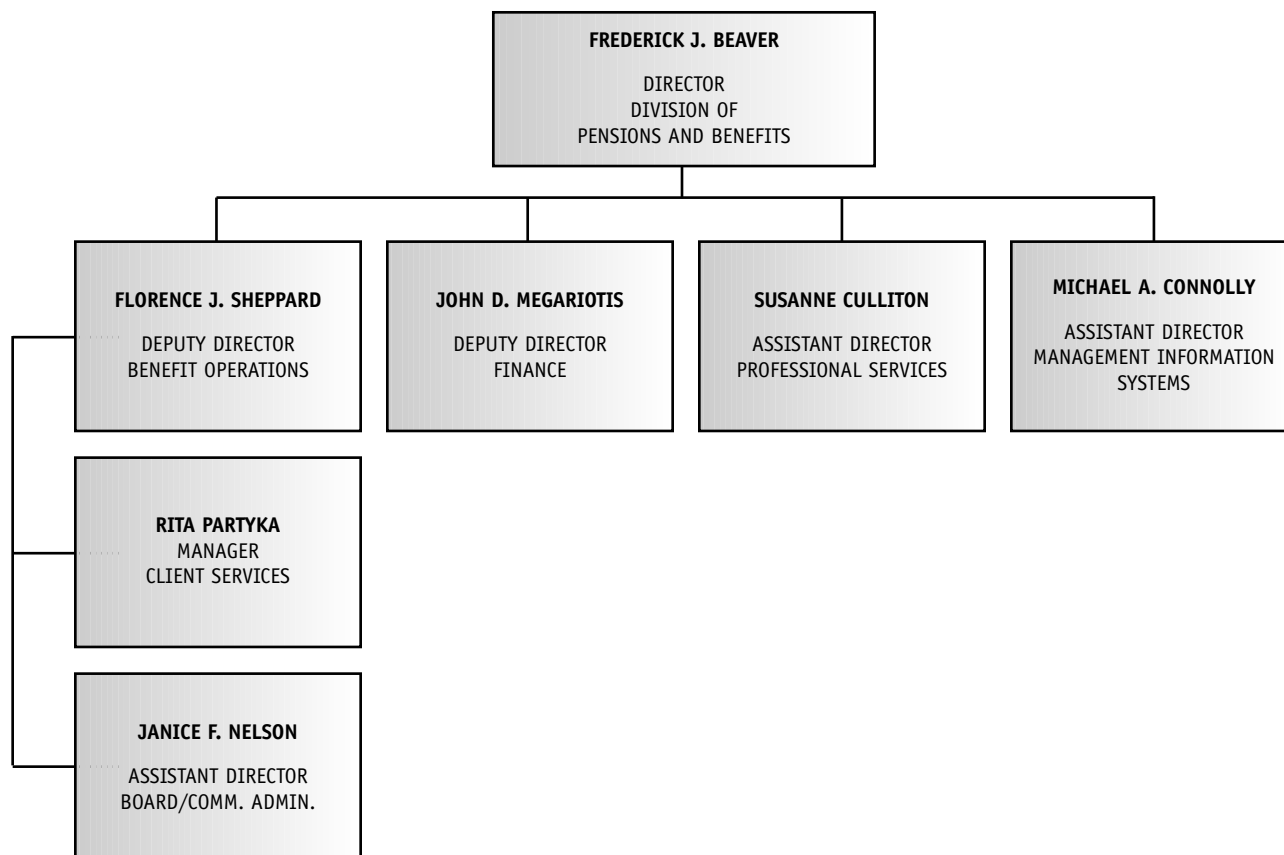 FREDERICK J. BEAVER
DIRECTOR
DIVISION OF
PENSIONS AND BENEFITS
FLORENCE J. SHEPPARD
DEPUTY DIRECTOR
BENEFIT OPERATIONS
JOHN D. MEGARIOTIS
DEPUTY DIRECTOR
FINANCE
SUSANNE CULLITON
ASSISTANT DIRECTOR
PROFESSIONAL SERVICES
MICHAEL A. CONNOLLY
ASSISTANT DIRECTOR
MANAGEMENT INFORMATION
SYSTEMS
RITA PARTYKA
MANAGER
CLIENT SERVICES
JANICE F. NELSON
ASSISTANT DIRECTOR
BOARD/COMM. ADMIN.